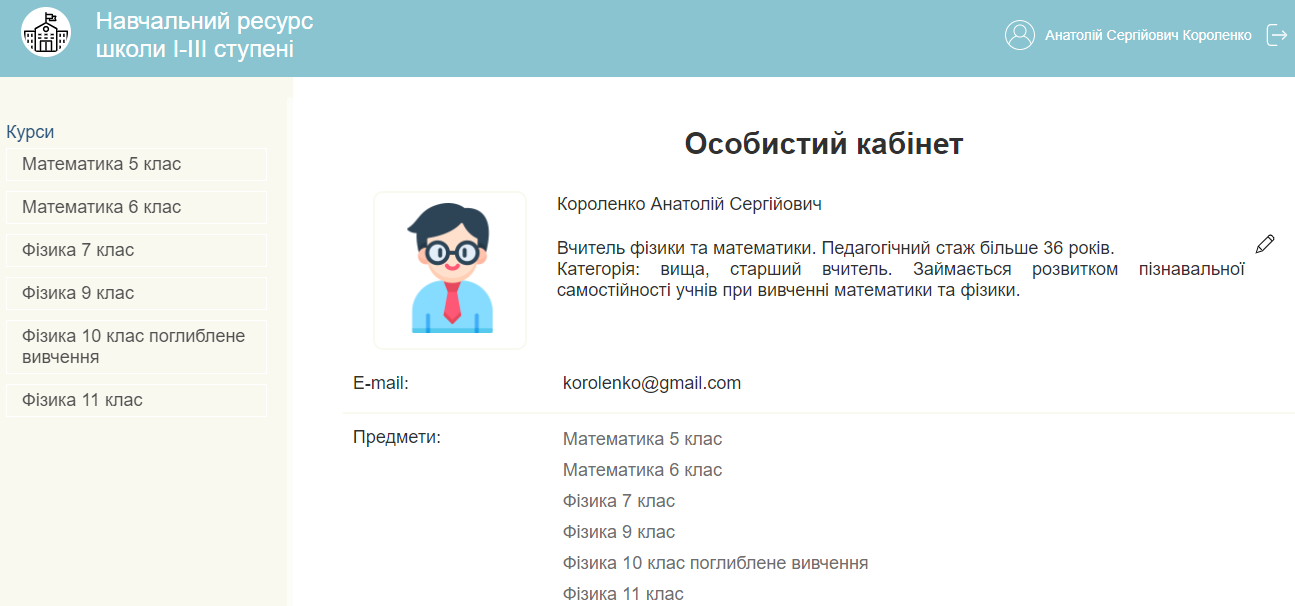 Навчальний ресурс
школи І-ІІІ ступені
Анатолій Сергійович Короленко
Курси
Математика 5 клас
Математика 6 клас
Фізика 7 клас
Фізика 9 клас
Фізика 10 клас поглиблене
вивчення
Фізика 11 клас
Особистий кабінет
Короленко Анатолій Сергійович
Вчитель фізики та математики. Педагогічний стаж більше 36 років.
Категорія: вища, старший вчитель. Займається розвитком пізнавальної
самостійності учнів при вивченні математики та фізики.
E-mail: korolenko@gmail.com
Предмети: Математика 5 клас
Математика 6 клас
Фізика 7 клас
Фізика 9 клас
Фізика 10 клас поглиблене вивчення
Фізика 11 клас